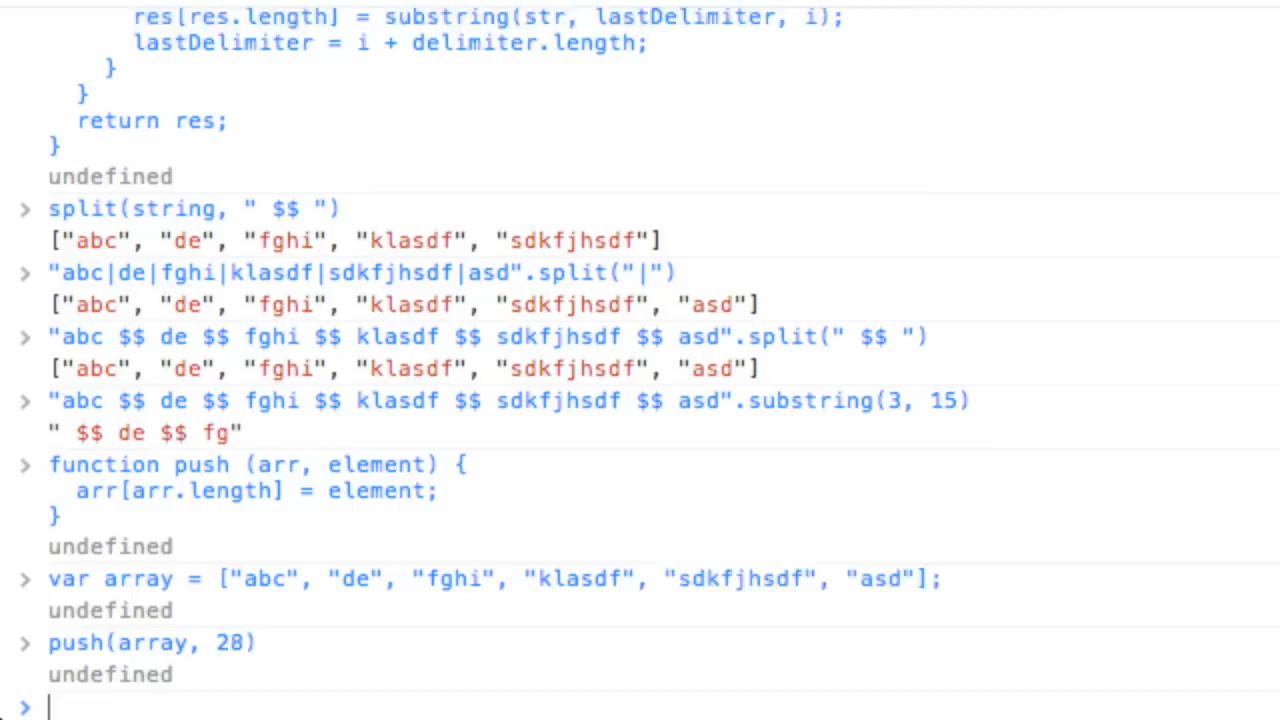 res[res.length] = substring(str, lastDelimiter, i);
lastDelimiter = i + delimiter.length;
}
}
return res;
}
undefined
> split(string, " $$ ")
["abc", "de", "fghi", "klasdf", "sdkfjhsdf"]
> "abc|de|fghi|klasdf|sdkfjhsdf|asd".split("|")
["abc", "de", "fghi", "klasdf", "sdkfjhsdf", "asd"]
> "abc $$ de $$ fghi $$ klasdf $$ sdkfjhsdf $$ asd".split(" $$ ")
["abc", "de", "fghi", "klasdf", "sdkfjhsdf", "asd"]
> "abc $$ de $$ fghi $$ klasdf $$ sdkfjhsdf $$ asd".substring(3, 15)
" $$ de $$ fg"
> function push (arr, element) {
arr[arr.length] = element;
}
undefined
> var array = ["abc", "de", "fghi", "klasdf", "sdkfjhsdf", "asd"];
undefined
> push(array, 28)
undefined
>